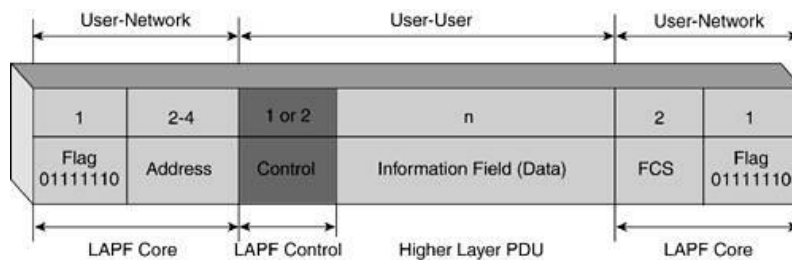 User-Network User-User User-Network
1 2-4 1 or 2 n 2 1
Flag
01111110 Address Control Information Field (Data) FCS Flag
01111110
LAPF Core LAPF Control Higher Layer PDU LAPF Core